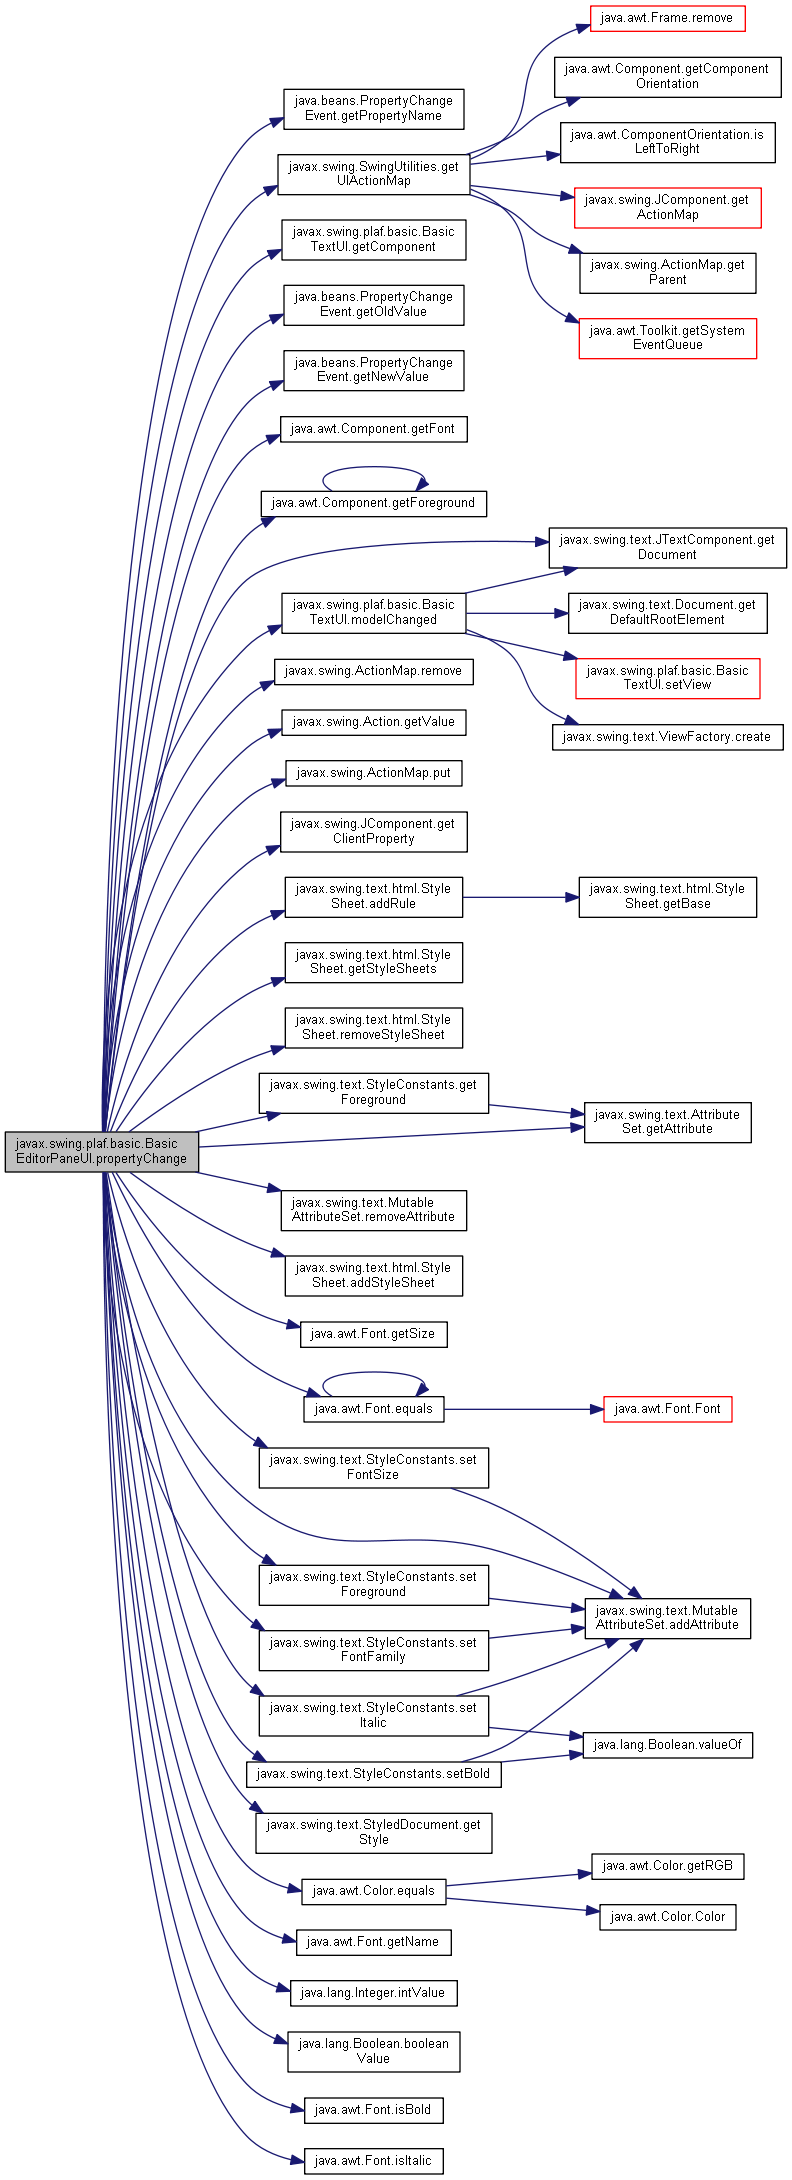 java.awt.Frame.remove
java.awt.Component.getComponent
Orientation
java.beans.PropertyChange
Event.getPropertyName
java.awt.ComponentOrientation.is
LeftToRight
javax.swing.SwingUtilities.get
UIActionMap
javax.swing.JComponent.get
ActionMap
javax.swing.plaf.basic.Basic
TextUI.getComponent
javax.swing.ActionMap.get
Parent
java.beans.PropertyChange
Event.getOldValue
java.awt.Toolkit.getSystem
EventQueue
java.beans.PropertyChange
Event.getNewValue
java.awt.Component.getFont
java.awt.Component.getForeground
javax.swing.text.JTextComponent.get
Document
javax.swing.plaf.basic.Basic
TextUI.modelChanged
javax.swing.text.Document.get
DefaultRootElement
javax.swing.ActionMap.remove
javax.swing.plaf.basic.Basic
TextUI.setView
javax.swing.Action.getValue
javax.swing.text.ViewFactory.create
javax.swing.ActionMap.put
javax.swing.JComponent.get
ClientProperty
javax.swing.text.html.Style
Sheet.addRule
javax.swing.text.html.Style
Sheet.getBase
javax.swing.text.html.Style
Sheet.getStyleSheets
javax.swing.text.html.Style
Sheet.removeStyleSheet
javax.swing.text.StyleConstants.get
Foreground
javax.swing.text.Attribute
Set.getAttribute
javax.swing.plaf.basic.Basic
EditorPaneUI.propertyChange
javax.swing.text.Mutable
AttributeSet.removeAttribute
javax.swing.text.html.Style
Sheet.addStyleSheet
java.awt.Font.getSize
java.awt.Font.equals
java.awt.Font.Font
javax.swing.text.StyleConstants.set
FontSize
javax.swing.text.StyleConstants.set
Foreground
javax.swing.text.Mutable
AttributeSet.addAttribute
javax.swing.text.StyleConstants.set
FontFamily
javax.swing.text.StyleConstants.set
Italic
java.lang.Boolean.valueOf
javax.swing.text.StyleConstants.setBold
javax.swing.text.StyledDocument.get
Style
java.awt.Color.getRGB
java.awt.Color.equals
java.awt.Color.Color
java.awt.Font.getName
java.lang.Integer.intValue
java.lang.Boolean.boolean
Value
java.awt.Font.isBold
java.awt.Font.isItalic